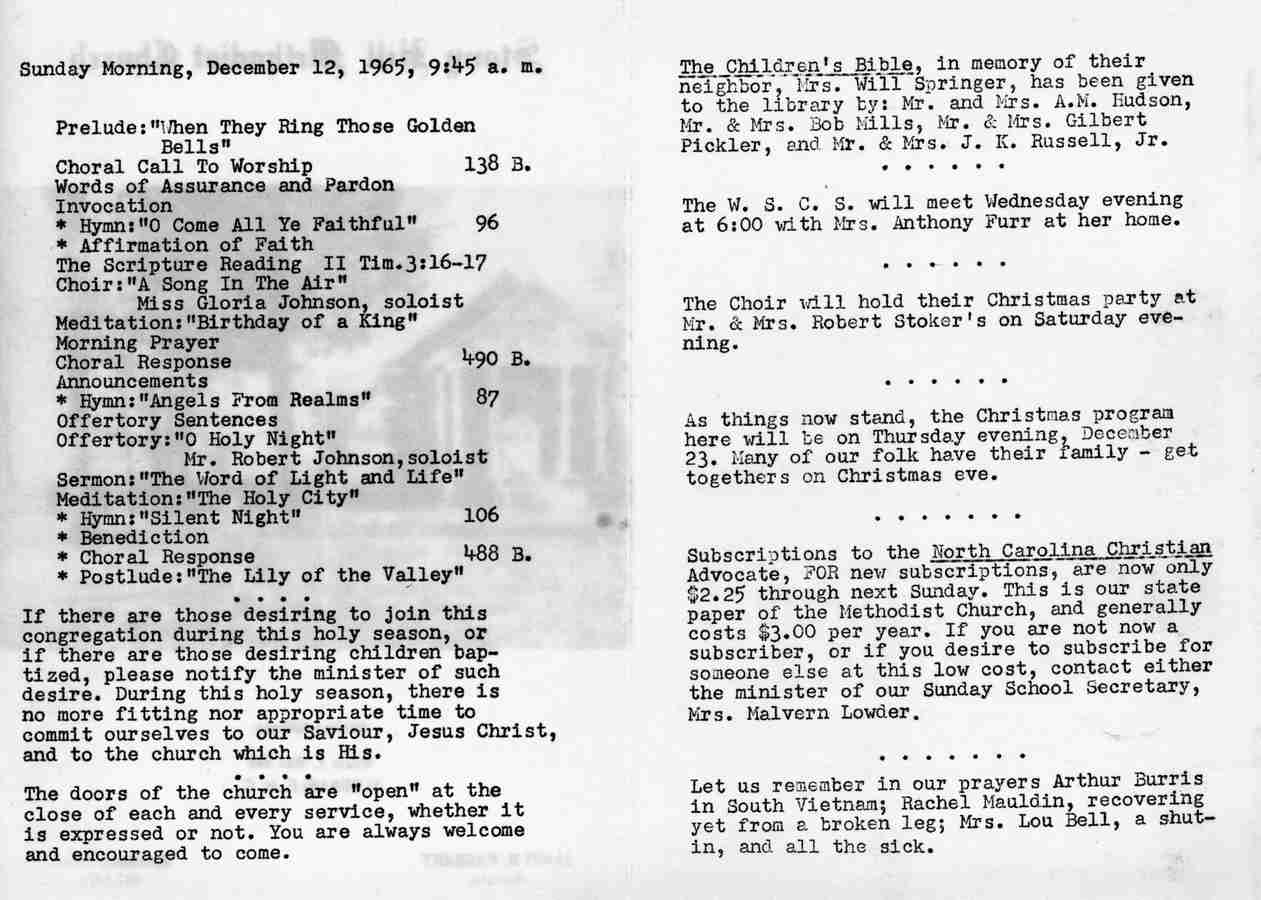 Sunday Morning, December 12, 1965, 9:45 a. m.
Prelude:"When They Ring Those Golden
Bells"
Choral Call To Worship 138 B.
Words of Assurance and Pardon
Invocation
* Hymn:"O Come All Ye Faithful" 96
* Affirmation of Faith
The Scripture Reading II Tim.3:16-17
Choir:"A Song In The Air"
Miss Gloria Johnson, soloist
Meditation:"Birthday of a King"
Morning Prayer
Choral Response 490 B.
Announcements
* Hymn:"Angels From Realms" 87
Offertory Sentences
Offertory:"O Holy Night"
Mr. Robert Johnson,soloist
Sermon:"The Word of Light and Life"
Meditation:"The Holy City"
* Hymn:"Silent Night" 106
* Benediction
* Choral Response 488 B.
* Postlude:"The Lily of the Valley"
. . . .
If there are those desiring to join this
congregation during this holy season, or
if there are those desiring children bap-
tized, please notify the minister of such
desire. During this holy season, there is
no more fitting nor appropriate time to
commit ourselves to our Saviour, Jesus Christ,
and to the church which is His.
. . . . .
The doors of the church are "open" at the
close of each and every service, whether it
is expressed or not. You are always welcome
and encouraged to come.
The Children's Bible, in memory of their
neighbor, Mrs. Will Springer, has been given
to the library by: Mr. and Mrs. A.M. Hudson,
Mr. & Mrs. Bob Mills, Mr. & Mrs. Gilbert
Pickler, and Mr. & Mrs. J. K. Russell, Jr.
. . . . . .
The W. S. C. S. will meet Wednesday evening
at 6:00 with Mrs. Anthony Furr at her home.
. . . . . .
The Choir will hold their Christmas party at
Mr. & Mrs. Robert Stoker's on Saturday eve-
ning.
. . . . . .
As things now stand, the Christmas program
here will be on Thursday evening, December
23. Many of our folk have their family - get
togethers on Christmas eve.
. . . . . . .
Subscriptions to the North Carolina Christian
Advocate, FOR new subscriptions, are now only
$2.25 through next Sunday. This is our state
paper of the Methodist Church, and generally
costs $3.00 per year. If you are not now a
subscriber, or if you desire to subscribe for
someone else at this low cost, contact either
the minister of our Sunday School Secretary,
Mrs. Malvern Lowder.
. . . . . . .
Let us remember in our prayers Arthur Burris
in South Vietnam; Rachel Mauldin, recovering
yet from a broken leg; Mrs. Lou Bell, a shut-
in, and all the sick.